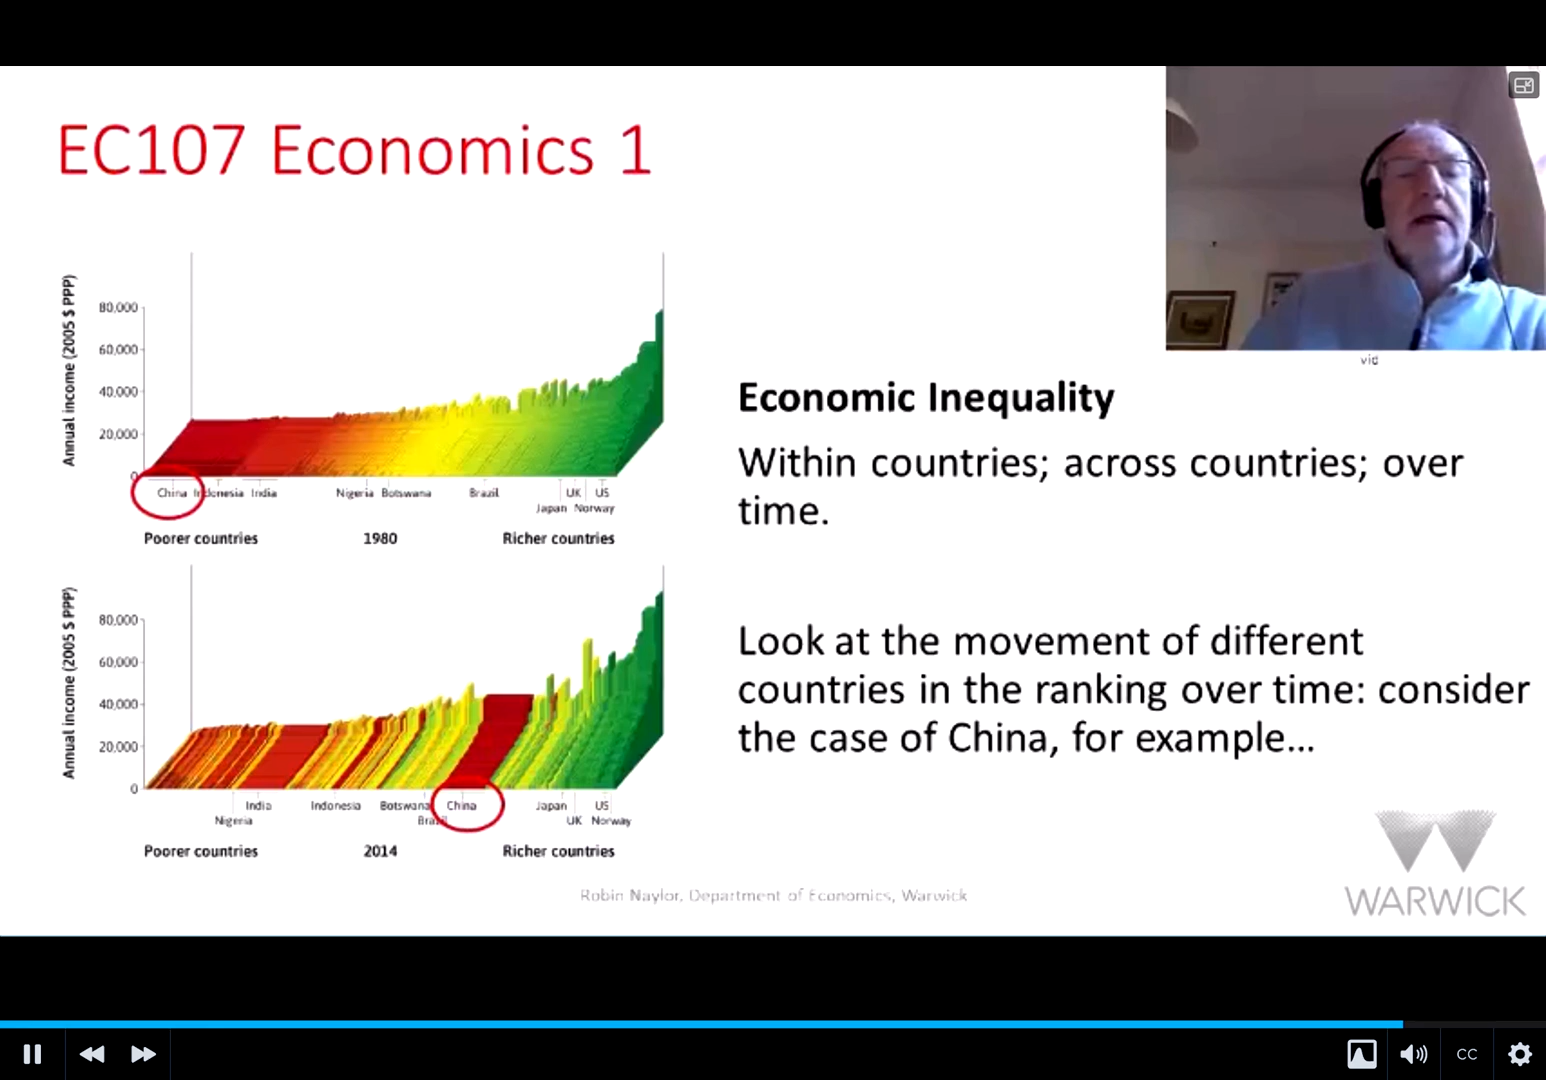 EC107 Economics 1
Annual income (2005 $ PPP)
80,000
60,000
40,000
20,000
0
China Indonesia India Nigeria Botswana Brazil UK US
Japan Norway
Poorer countries 1980 Richer countries
Annual income (2005 $ PPP)
80,000
60,000
40,000
20,000
0
India Indonesia Botswana China Japan US
Nigeria Brazil UK Norway
Poorer countries 2014 Richer countries
vid
Economic Inequality
Within countries; across countries; over
time.
Look at the movement of different
countries in the ranking over time: consider
the case of China, for example...
WARWICK
Robin Naylor, Department of Economics, Warwick
CC